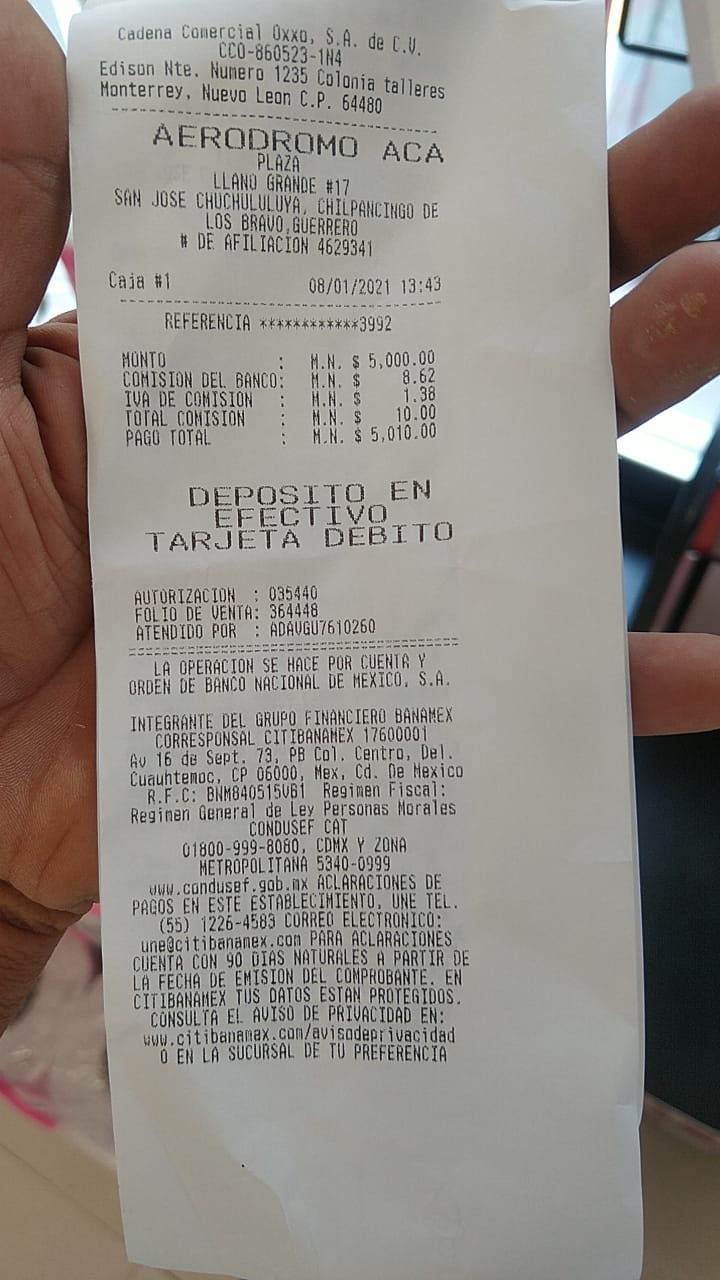 Cadena Comercial Oxxo, S.A. de C.V.
CCO-860523-1N4
Edison Nte. Numero 1235 Colonia talleres
Monterrey, Nuevo Leon C.P. 64480
AERODROMO ACA
PLAZA
LLANO GRANDE #17
SAN JOSE CHUCHULULUYA, CHILPANCINGO DE
LOS BRAVO,GUERRERO
# DE AFILIACION 4629341
Caja #1 08/01/2021 13:43
REFERENCIA ************3992
MONTO : M.N. $ 5,000.00
COMISION DEL BANCO: M.N. $ 8.62
IVA DE COMISION : M.N. $ 1.38
TOTAL COMISION : M.N. $ 10.00
PAGO TOTAL : M.N. $ 5,010.00
DEPOSITO EN
EFECTIVO
TARJETA DEBITO
AUTORIZACION : 035440
FOLIO DE VENTA: 364448
ATENDIDO POR : ADAVGU7610260
LA OPERACION SE HACE POR CUENTA Y
ORDEN DE BANCO NACIONAL DE MEXICO, S.A.
INTEGRANTE DEL GRUPO FINANCIERO BANAMEX
CORRESPONSAL CITIBANAMEX 17600001
Av 16 de Sept. 73, PB Col. Centro, Del.
Cuauhtemoc, CP 06000, Mex, Cd. De Mexico
R.F.C: BNM840515VB1 Regimen Fiscal:
Regimen General de Ley Personas Morales
CONDUSEF CAT
01800-999-8080, CDMX Y ZONA
METROPOLITANA 5340-0999
www.condusef.gob.mx ACLARACIONES DE
PAGOS EN ESTE ESTABLECIMIENTO, UNE TEL.
(55) 1226-4583 CORREO ELECTRONICO:
une@citibanamex.com PARA ACLARACIONES
CUENTA CON 90 DIAS NATURALES A PARTIR DE
LA FECHA DE EMISION DEL COMPROBANTE. EN
CITIBANAMEX TUS DATOS ESTAN PROTEGIDOS.
CONSULTA EL AVISO DE PRIVACIDAD EN:
www.citibanamax.com/avisodeprivacidad
O EN LA SUCURSAL DE TU PREFERENCIA